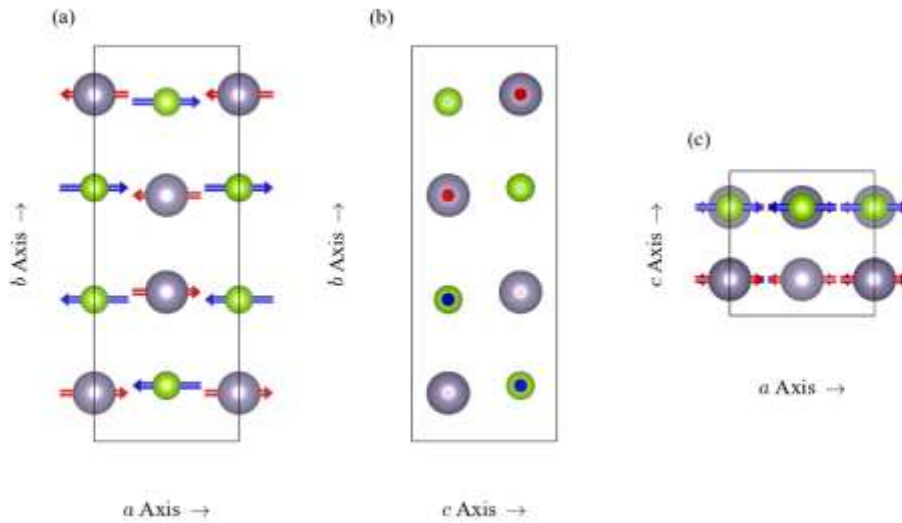 (a)
(b)
(c)
b Axis →
b Axis →
c Axis →
a Axis →
c Axis →
a Axis →